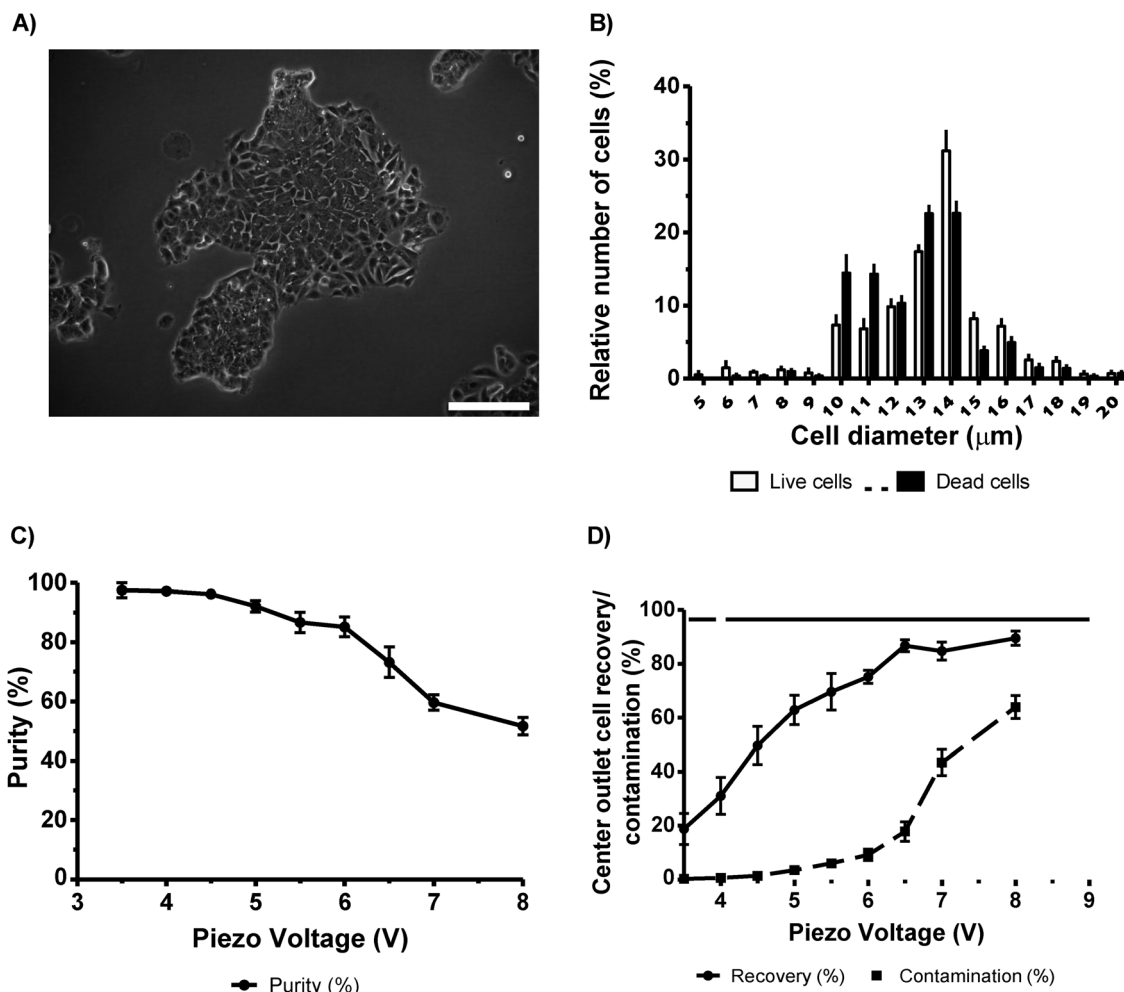 A)
B)
Relative number of cells (%)
40
30
20
10
0
5 6 7 8 9 10 11 12 13 14 15 16 17 18 19 20
Cell diameter (μm)
Live cells Dead cells
C)
Purity (%)
100
80
60
40
20
0
3 4 5 6 7 8
Piezo Voltage (V)
Purity (%)
D)
Center outlet cell recovery/
contamination (%)
100
80
60
40
20
0
4 5 6 7 8 9
Piezo Voltage (V)
Recovery (%) Contamination (%)